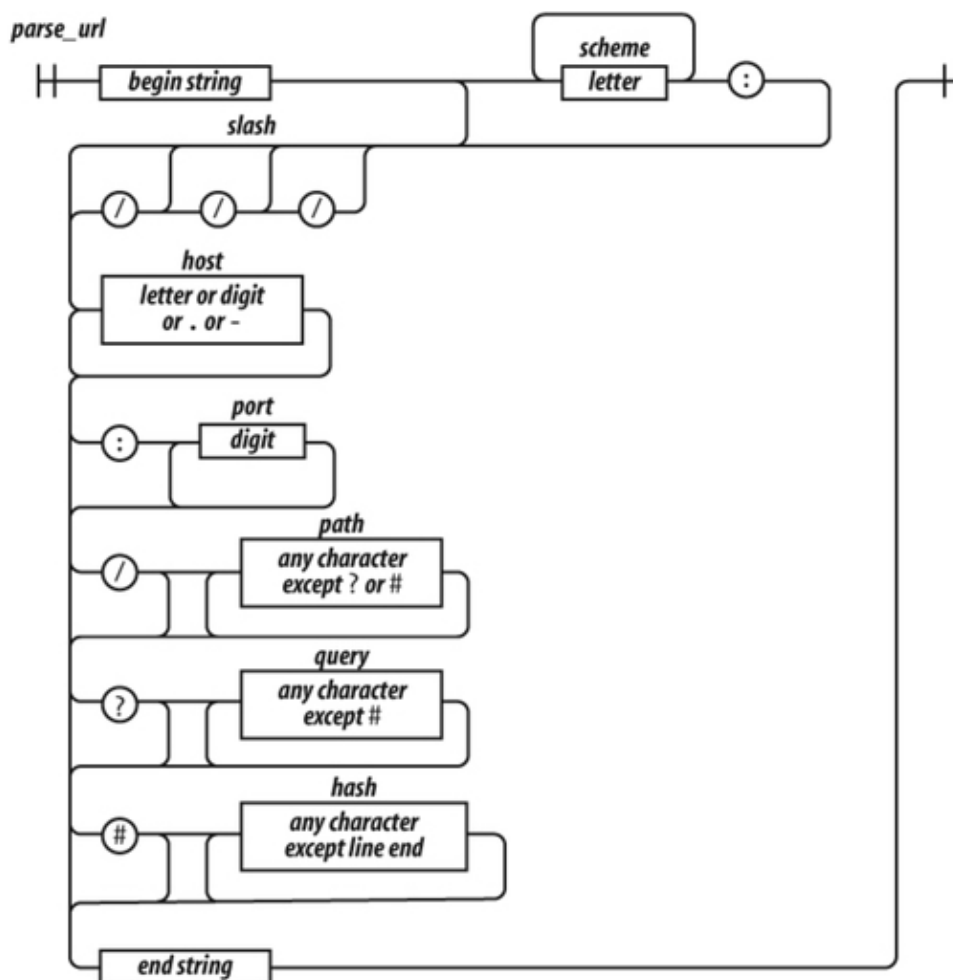 parse_url
begin string
scheme
letter
:
slash
/ / /
host
letter or digit
or . or -
port
: digit
path
/ any character
except ? or #
query
? any character
except #
hash
# any character
except line end
end string